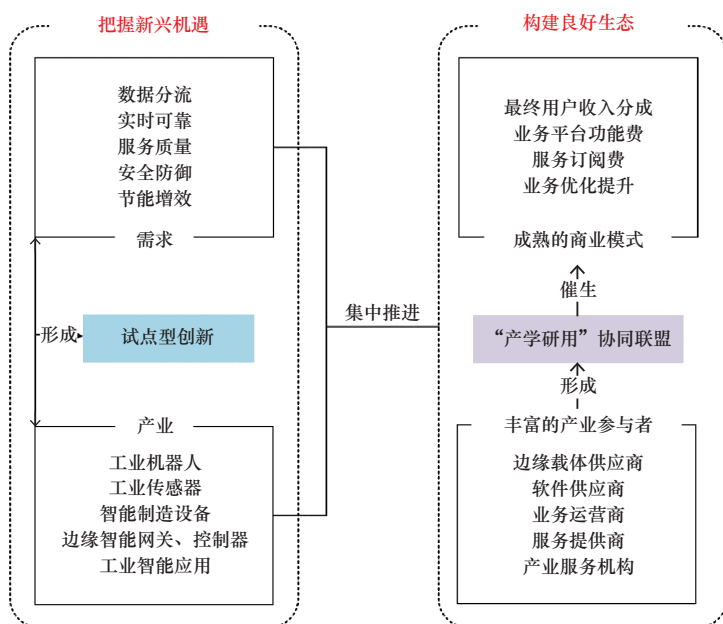 把握新兴机遇
数据分流
实时可靠
服务质量
安全防御
节能增效
需求
形成
试点型创新
产业
工业机器人
工业传感器
智能制造设备
边缘智能网关、控制器
工业智能应用
集中推进
构建良好生态
最终用户收入分成
业务平台功能费
服务订阅费
业务优化提升
成熟的商业模式
催生
“产学研用”协同联盟
形成
丰富的产业参与者
边缘载体供应商
软件供应商
业务运营商
服务提供商
产业服务机构